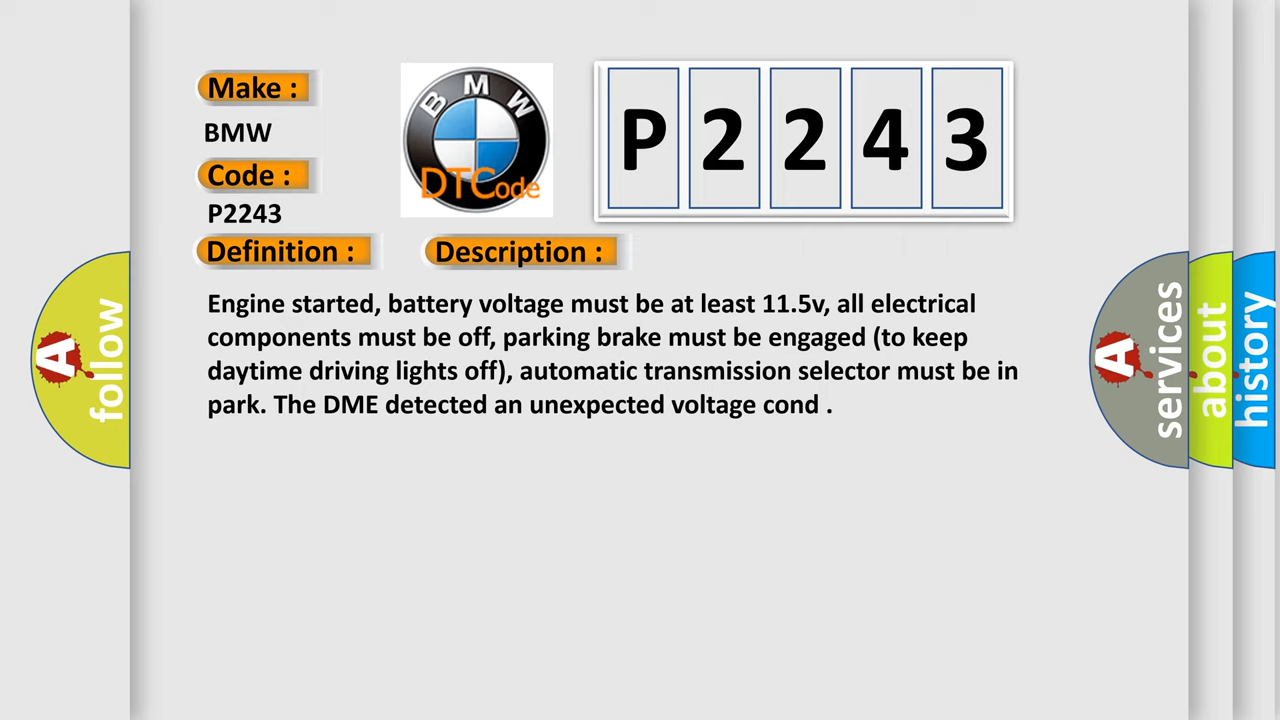 Make :
BMW
Code :
P2243
B M W
DTCode
P 2 2 4 3
Definition :
Description :
Engine started, battery voltage must be at least 11.5v, all electrical
components must be off, parking brake must be engaged (to keep
daytime driving lights off), automatic transmission selector must be in
park. The DME detected an unexpected voltage cond .
A
follow
A
services
about
history